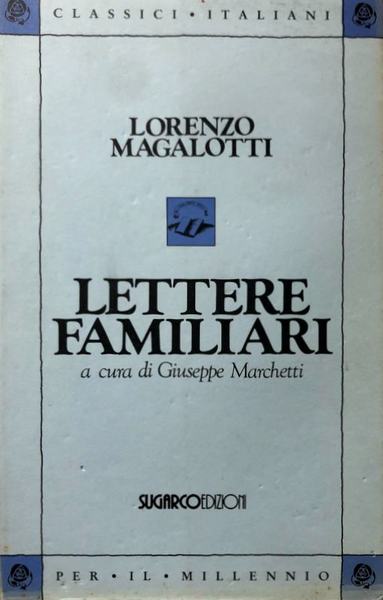 CLASSICI · ITALIANI
LORENZO
MAGALOTTI
LETTERE
FAMILIARI
a cura di Giuseppe Marchetti
SUGARCOEDIZIONI
PER · IL · MILLENNIO